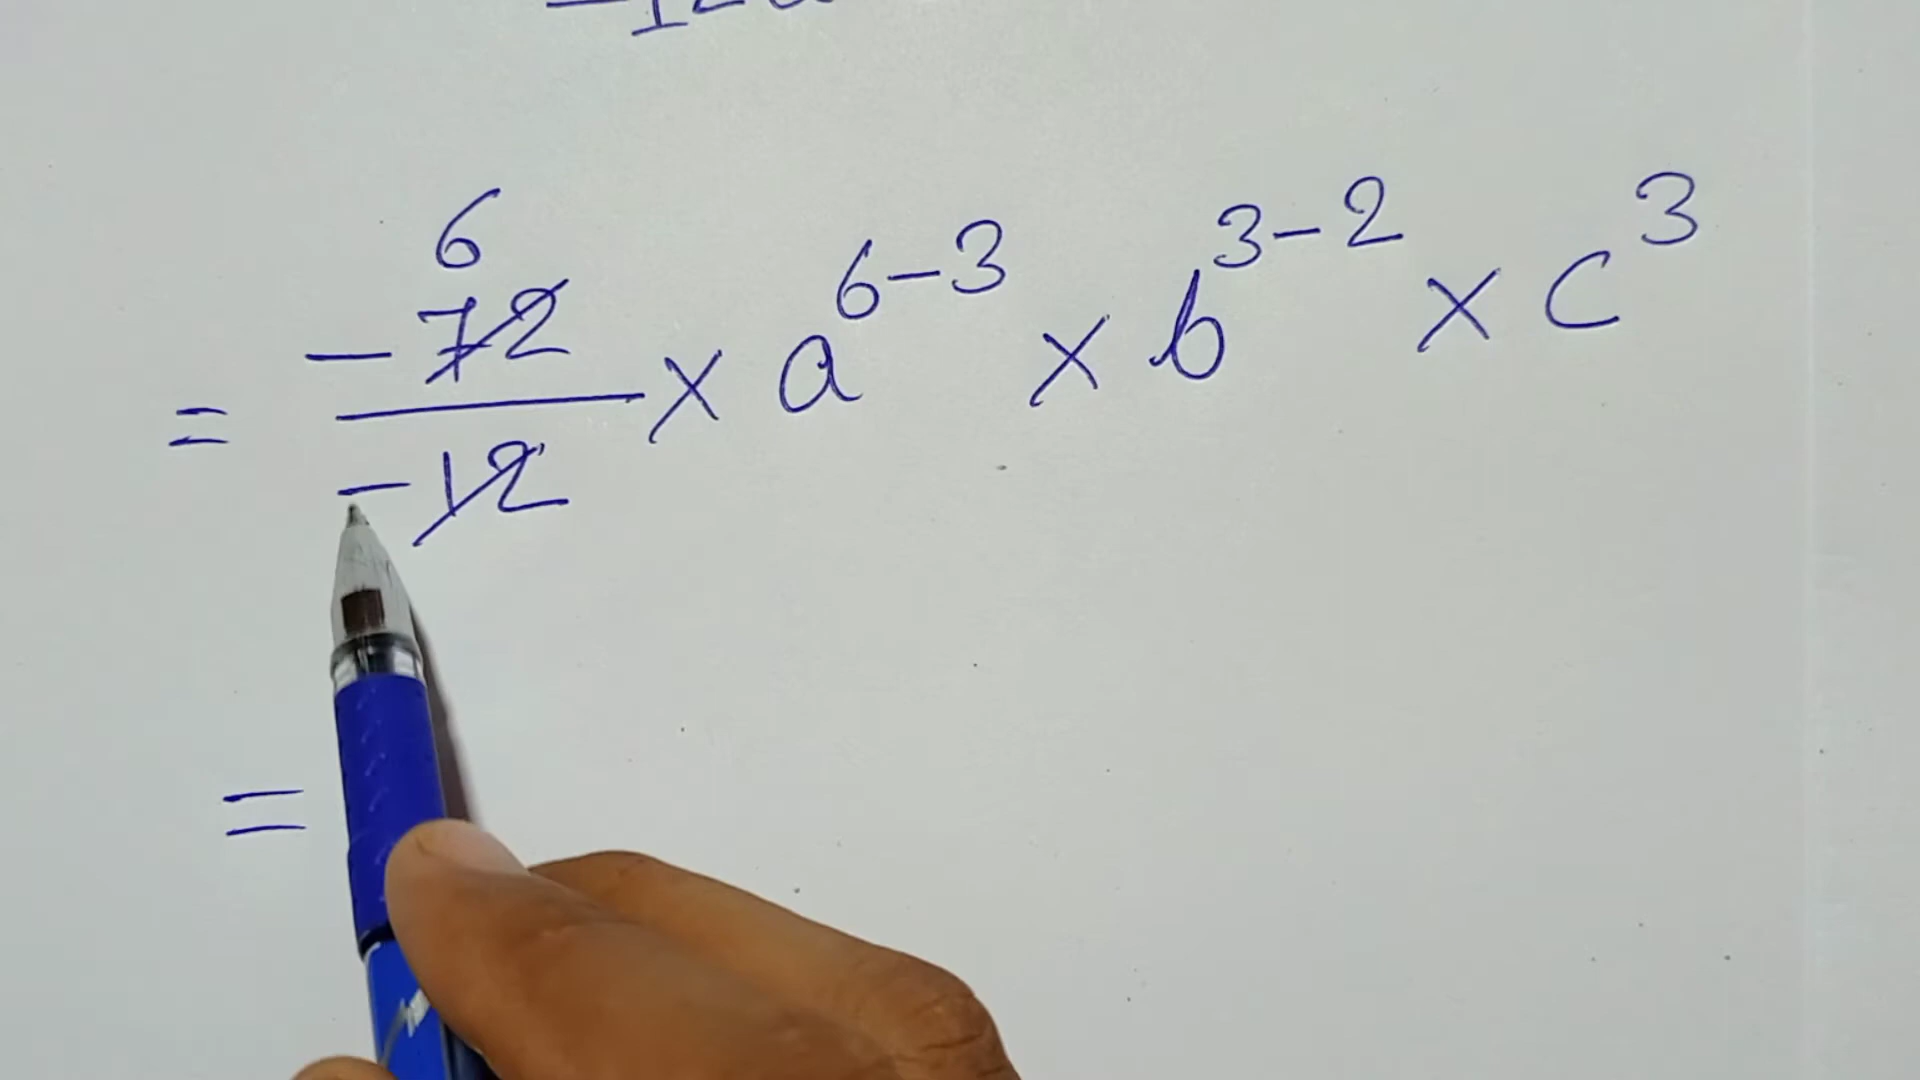 6
= -72/-12 × a^6-3 × b^3-2 × c^3
=